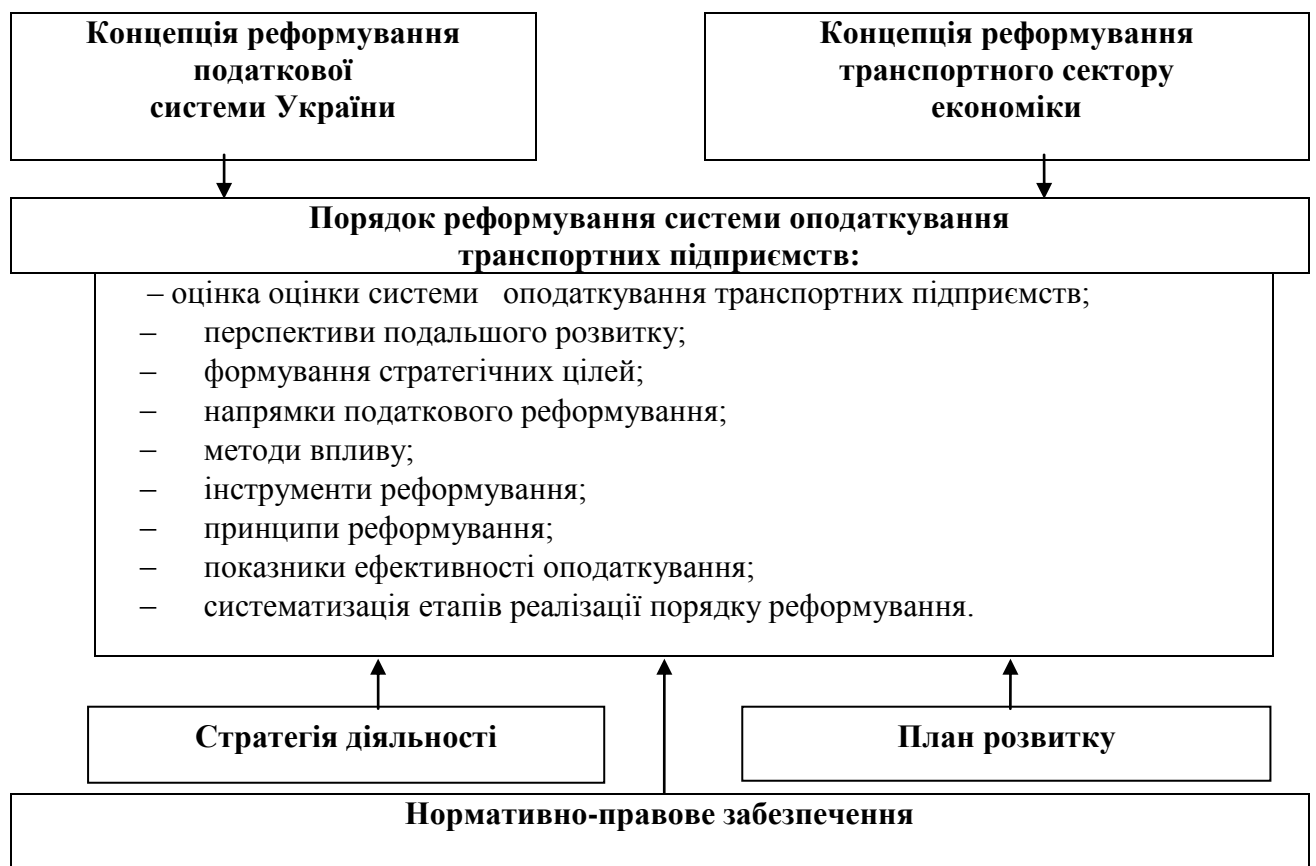 Концепція реформування
податкової
системи України
Концепція реформування
транспортного сектору
економіки
Порядок реформування системи оподаткування
транспортних підприємств:
– оцінка оцінки системи оподаткування транспортних підприємств;
– перспективи подальшого розвитку;
– формування стратегічних цілей;
– напрямки податкового реформування;
– методи впливу;
– інструменти реформування;
– принципи реформування;
– показники ефективності оподаткування;
– систематизація етапів реалізації порядку реформування.
Стратегія діяльності
План розвитку
Нормативно-правове забезпечення